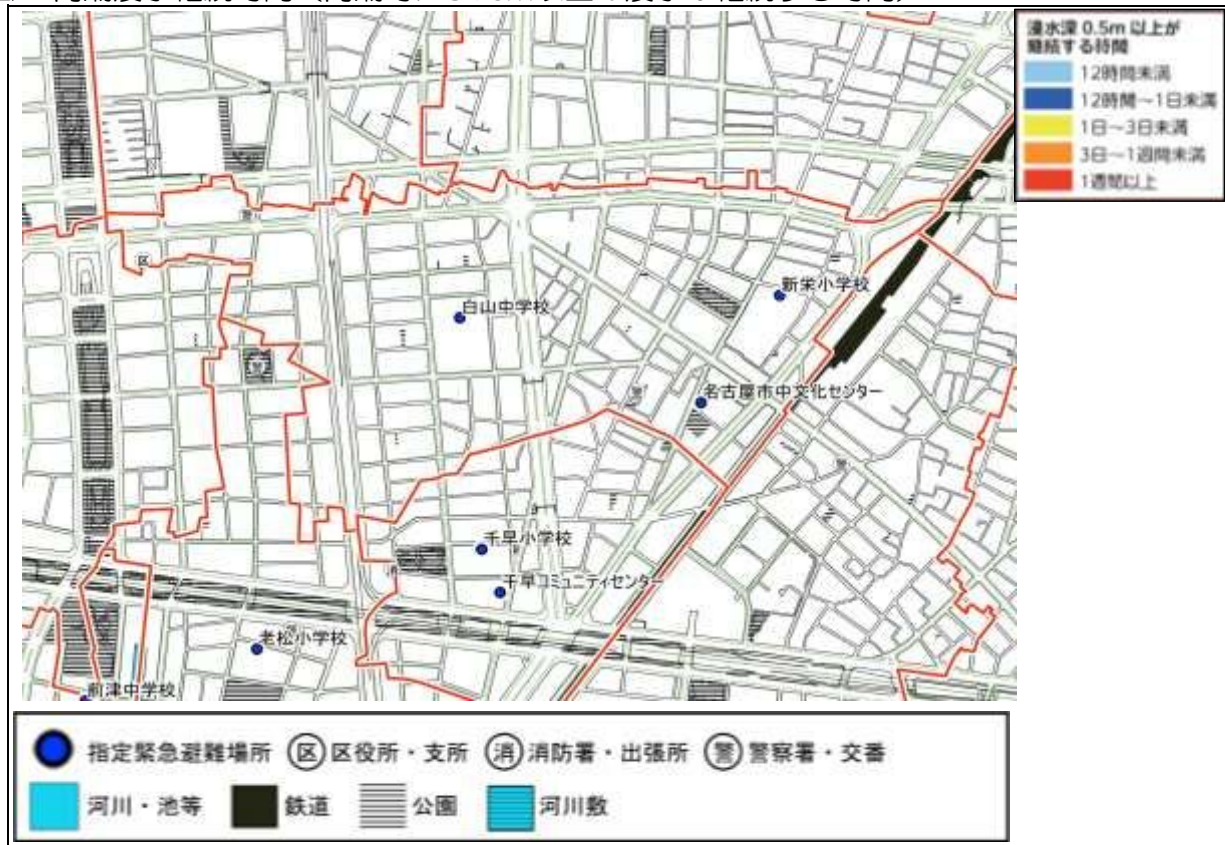 浸水深 0.5m 以上が
継続する時間
12時間未満
12時間～1日未満
1日～3日未満
3日～1週間未満
1週間以上
区
新栄小学校
白山中学校
名古屋市中文化センター
千早小学校
千早コミュニティセンター
老松小学校
前津中学校
指定緊急避難場所 区 区役所・支所 消 消防署・出張所 警 警察署・交番
河川・池等 鉄道 公園 河川敷